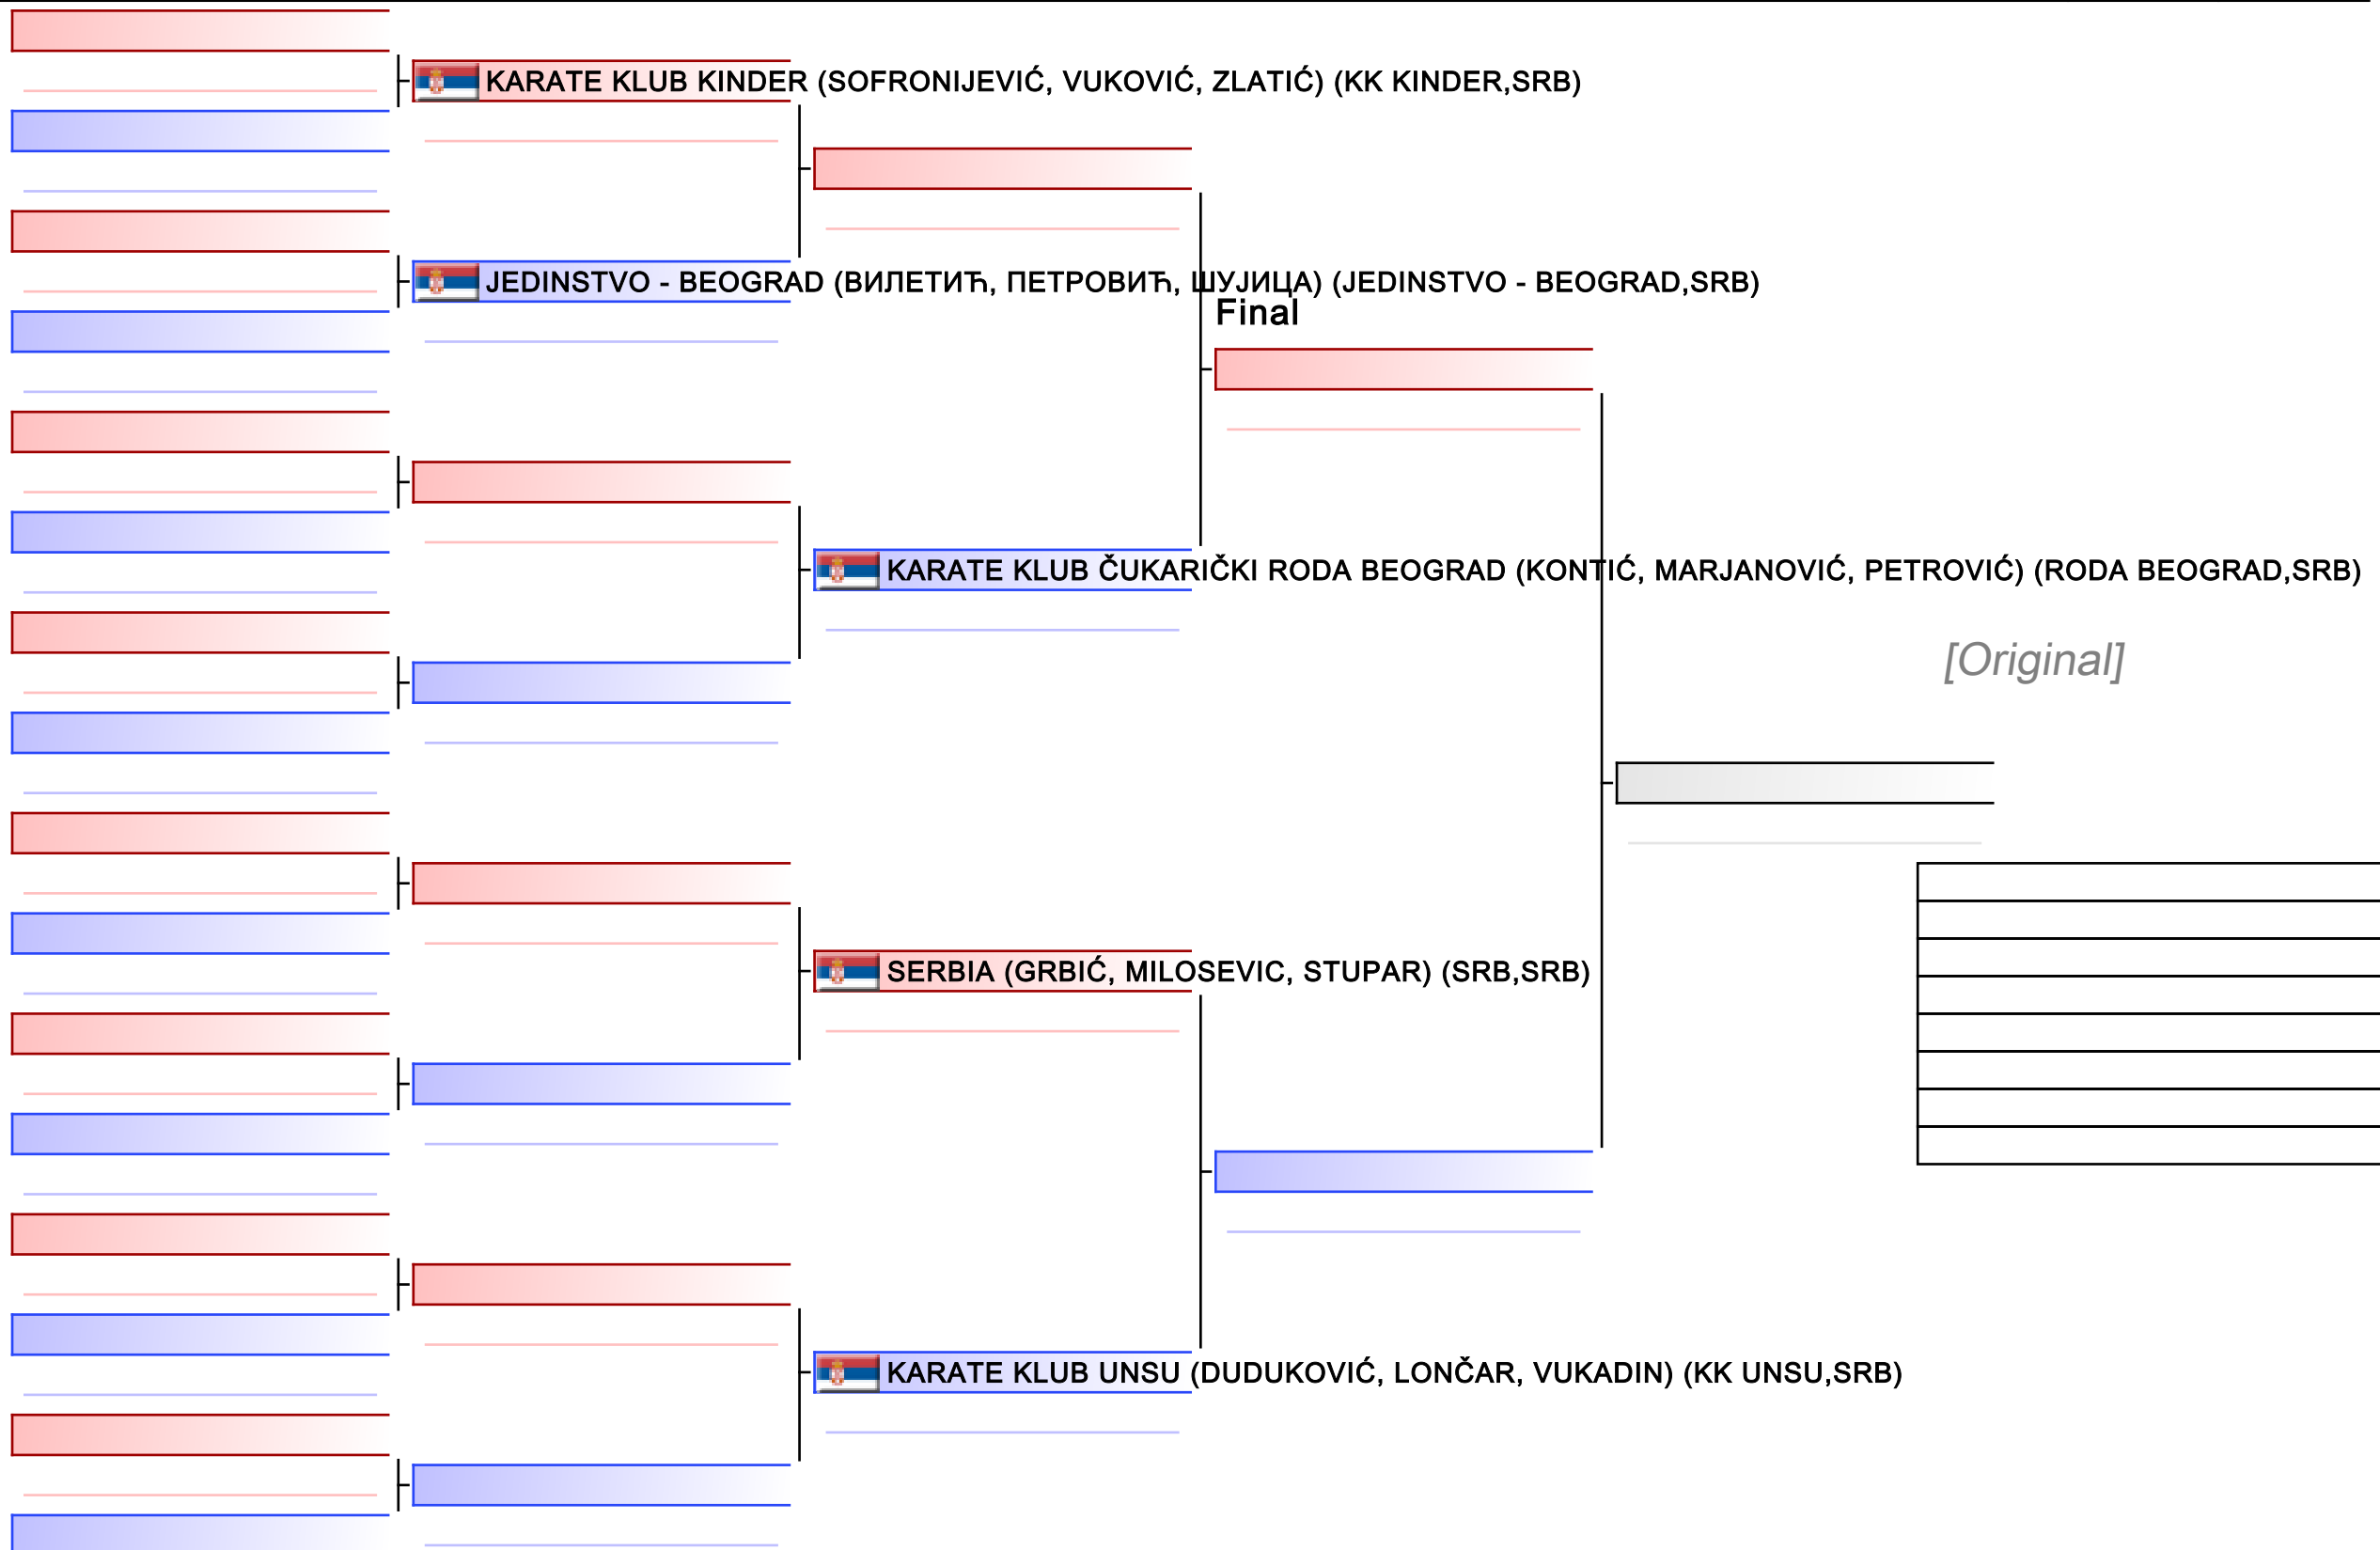 KARATE KLUB KINDER (SOFRONIJEVIĆ, VUKOVIĆ, ZLATIĆ) (KK KINDER,SRB)
JEDINSTVO - BEOGRAD (ВИЛЕТИЋ, ПЕТРОВИЋ, ШУЈИЦА) (JEDINSTVO - BEOGRAD,SRB)
Final
KARATE KLUB ČUKARIČKI RODA BEOGRAD (KONTIĆ, MARJANOVIĆ, PETROVIĆ) (RODA BEOGRAD,SRB)
[Original]
SERBIA (GRBIĆ, MILOSEVIC, STUPAR) (SRB,SRB)
KARATE KLUB UNSU (DUDUKOVIĆ, LONČAR, VUKADIN) (KK UNSU,SRB)